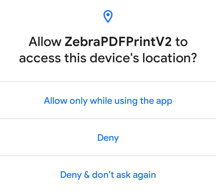 Allow ZebraPDFPrintV2 to
access this device's location?
Allow only while using the app
Deny
Deny & don't ask again